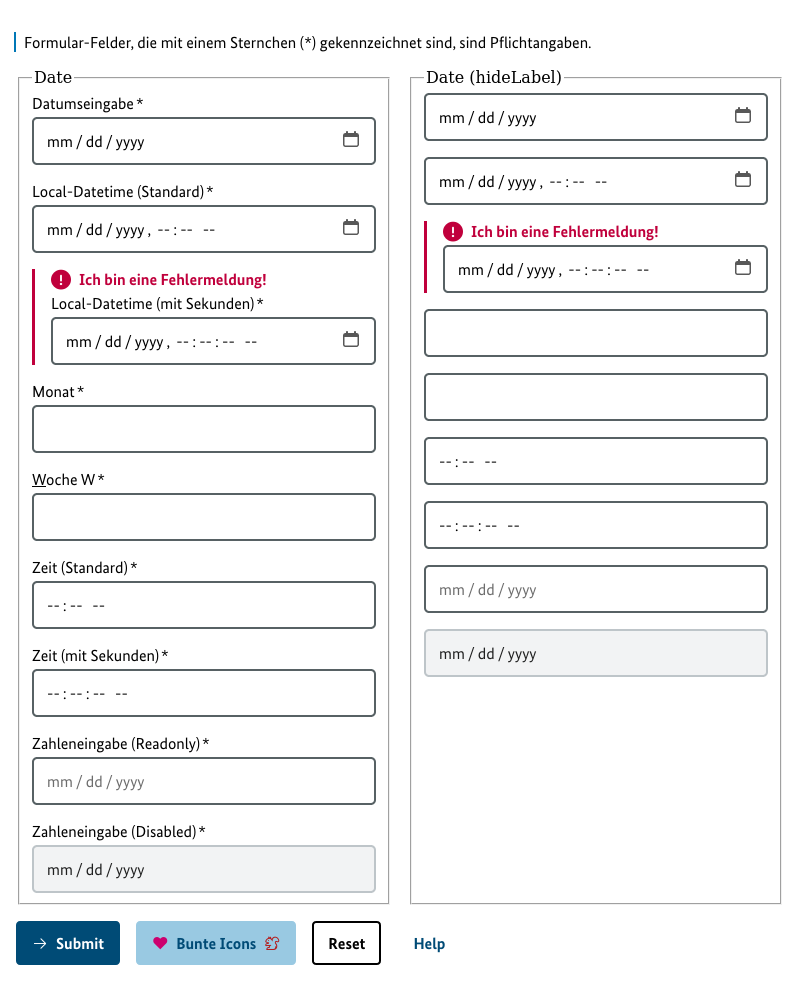 Formular-Felder, die mit einem Sternchen (*) gekennzeichnet sind, sind Pflichtangaben.
Date
Datumseingabe *
mm / dd / yyyy
Local-Datetime (Standard) *
mm / dd / yyyy , -- : -- --
Ich bin eine Fehlermeldung!
Local-Datetime (mit Sekunden) *
mm / dd / yyyy , -- : -- : -- --
Monat *
Woche W *
Zeit (Standard) *
-- : -- --
Zeit (mit Sekunden) *
-- : -- : -- --
Zahleneingabe (Readonly) *
mm / dd / yyyy
Zahleneingabe (Disabled) *
mm / dd / yyyy
Date (hideLabel)
mm / dd / yyyy
mm / dd / yyyy , -- : -- --
Ich bin eine Fehlermeldung!
mm / dd / yyyy , -- : -- : -- --
-- : -- --
-- : -- : -- --
mm / dd / yyyy
mm / dd / yyyy
Submit
Bunte Icons
Reset
Help